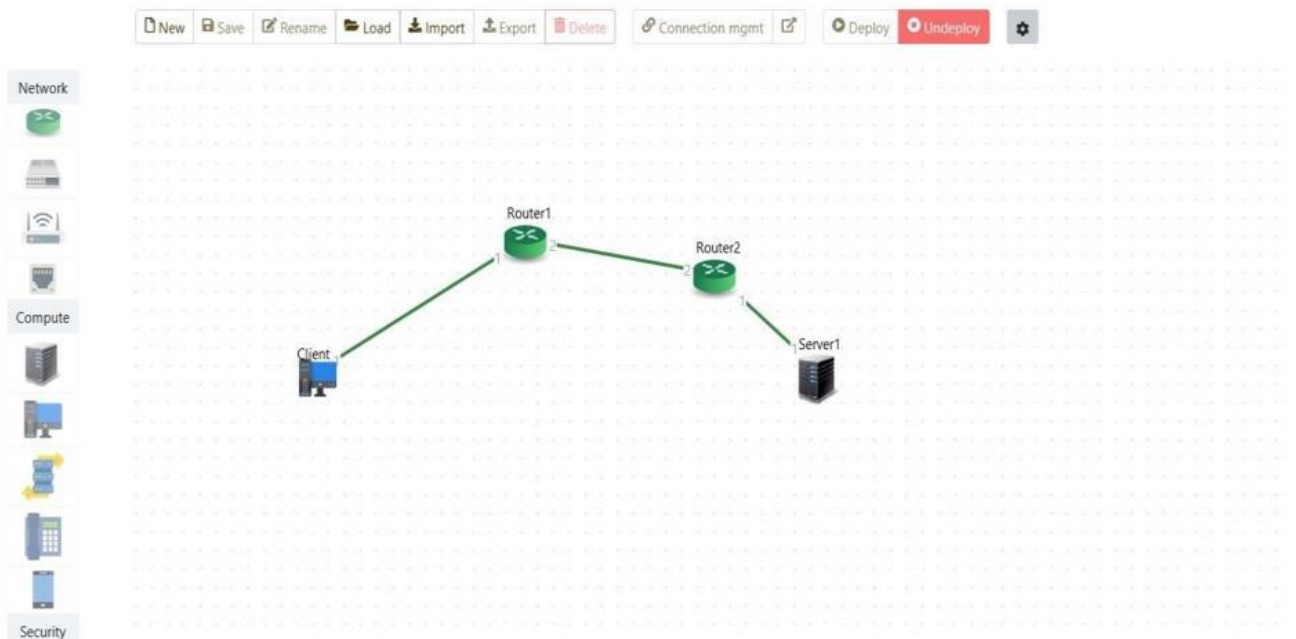 New Save Rename Load Import Export Delete Connection mgmt Deploy Undeploy
Network
Router1
2
Router2
2
1
1
Compute
1
Server1
Client
1
Security